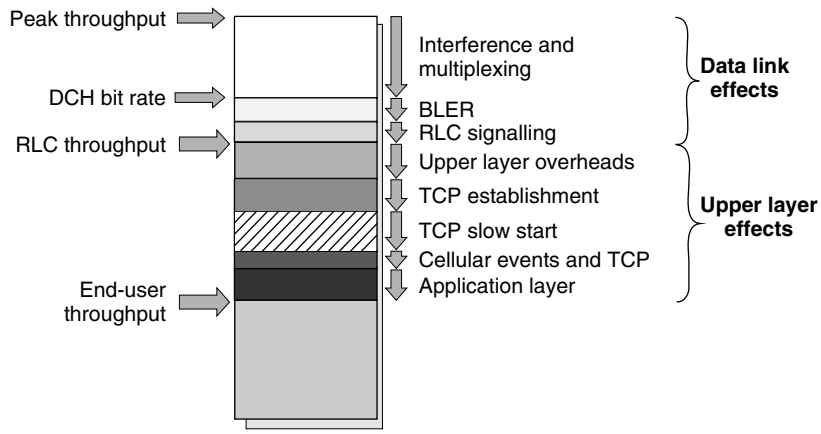 Peak throughput
DCH bit rate
RLC throughput
End-user
throughput
Interference and
multiplexing
BLER
RLC signalling
Upper layer overheads
TCP establishment
TCP slow start
Cellular events and TCP
Application layer
Data link
effects
Upper layer
effects